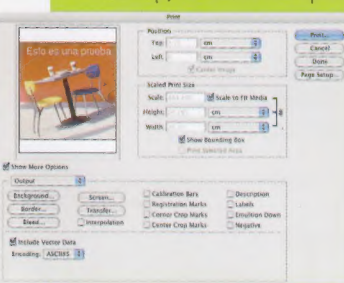 Print
Esto es una prueba
Position
Top:
cm
Left:
cm
Center Image
Scaled Print Size
Scale:
Scale to Fit Media
Height:
cm
Width:
cm
Show Bounding Box
Print Selected Area
Print...
Cancel
Done
Page Setup...
Show More Options
Output
Background...
Screen...
Border...
Transfer...
Bleed...
Interpolation
Calibration Bars
Registration Marks
Corner Crop Marks
Center Crop Marks
Description
Labels
Emulsion Down
Negative
Include Vector Data
Encoding: ASCII85